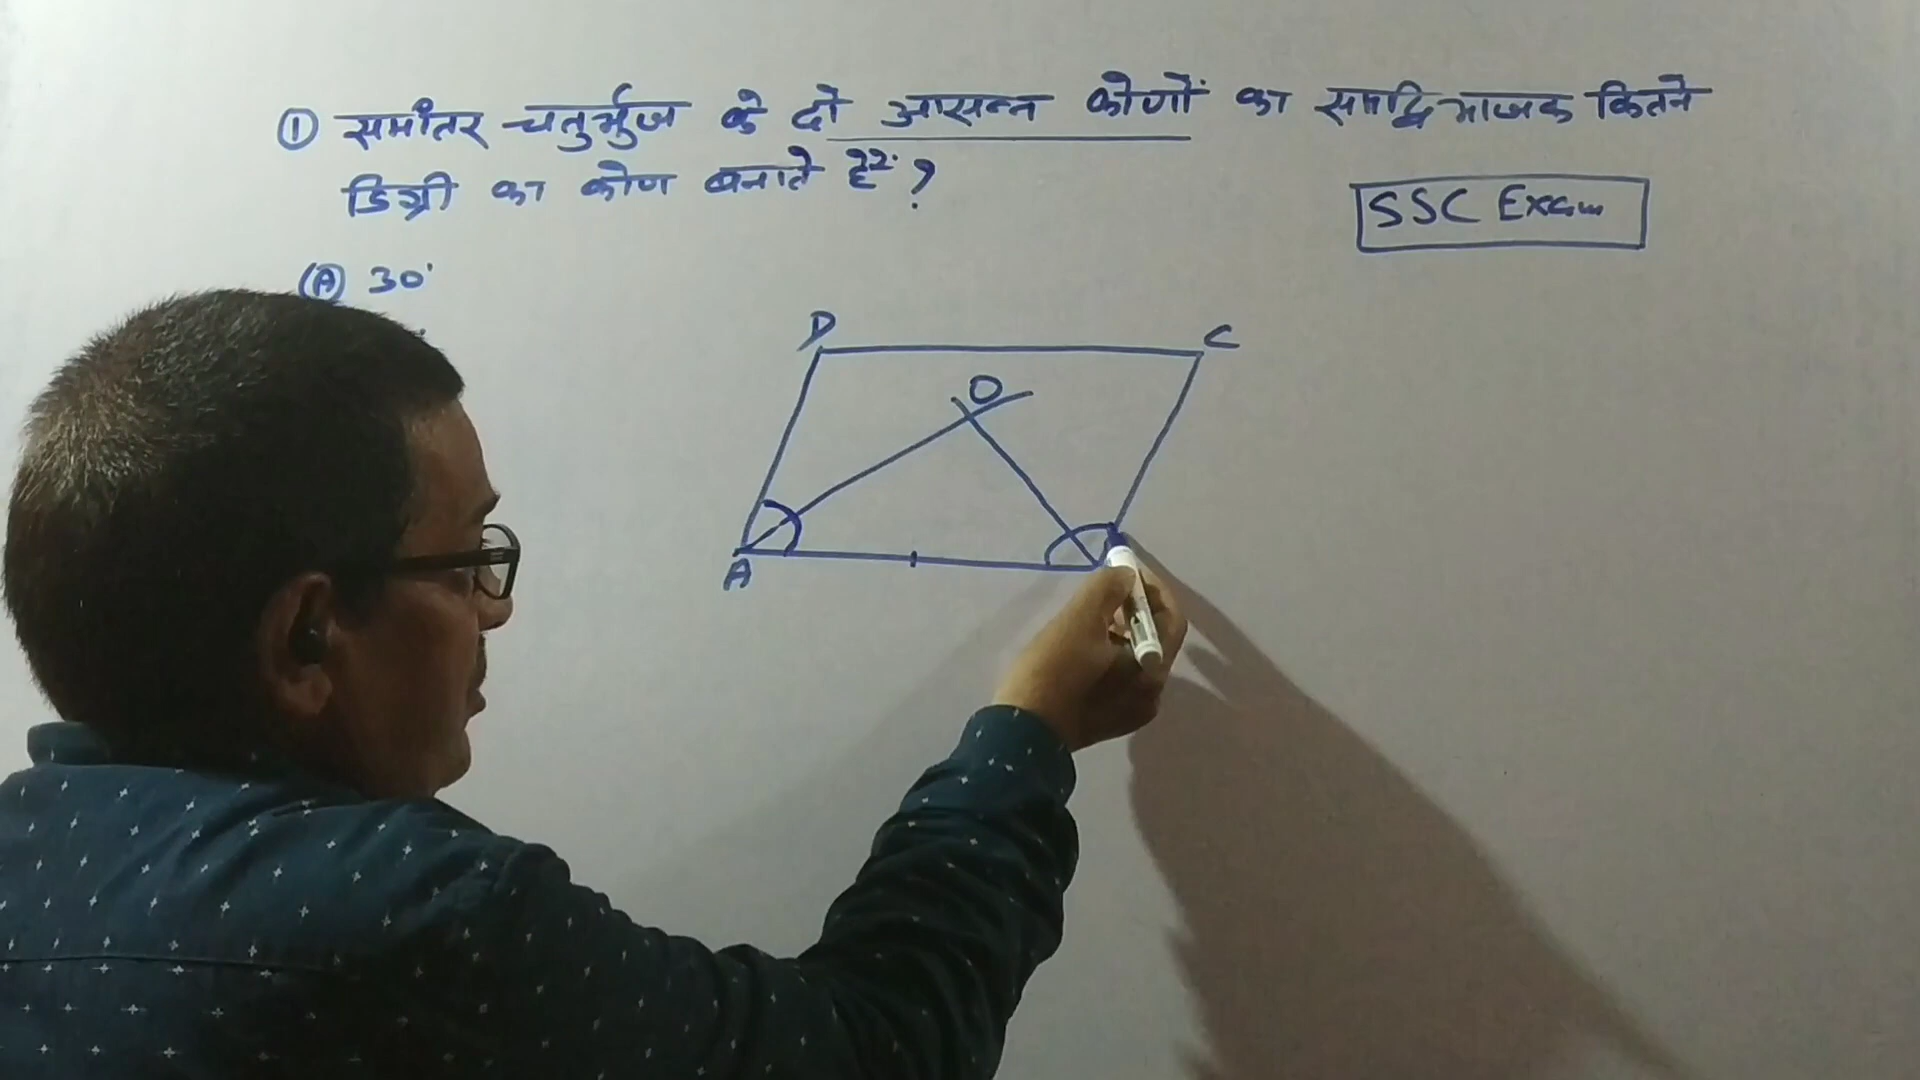 ① समांतर चतुर्भुज के दो आसन्न कोणों का समद्विभाजक कितने
डिग्री का कोण बनाते हैं ?
SSC Exam
(A) 30°
D
C
O
A